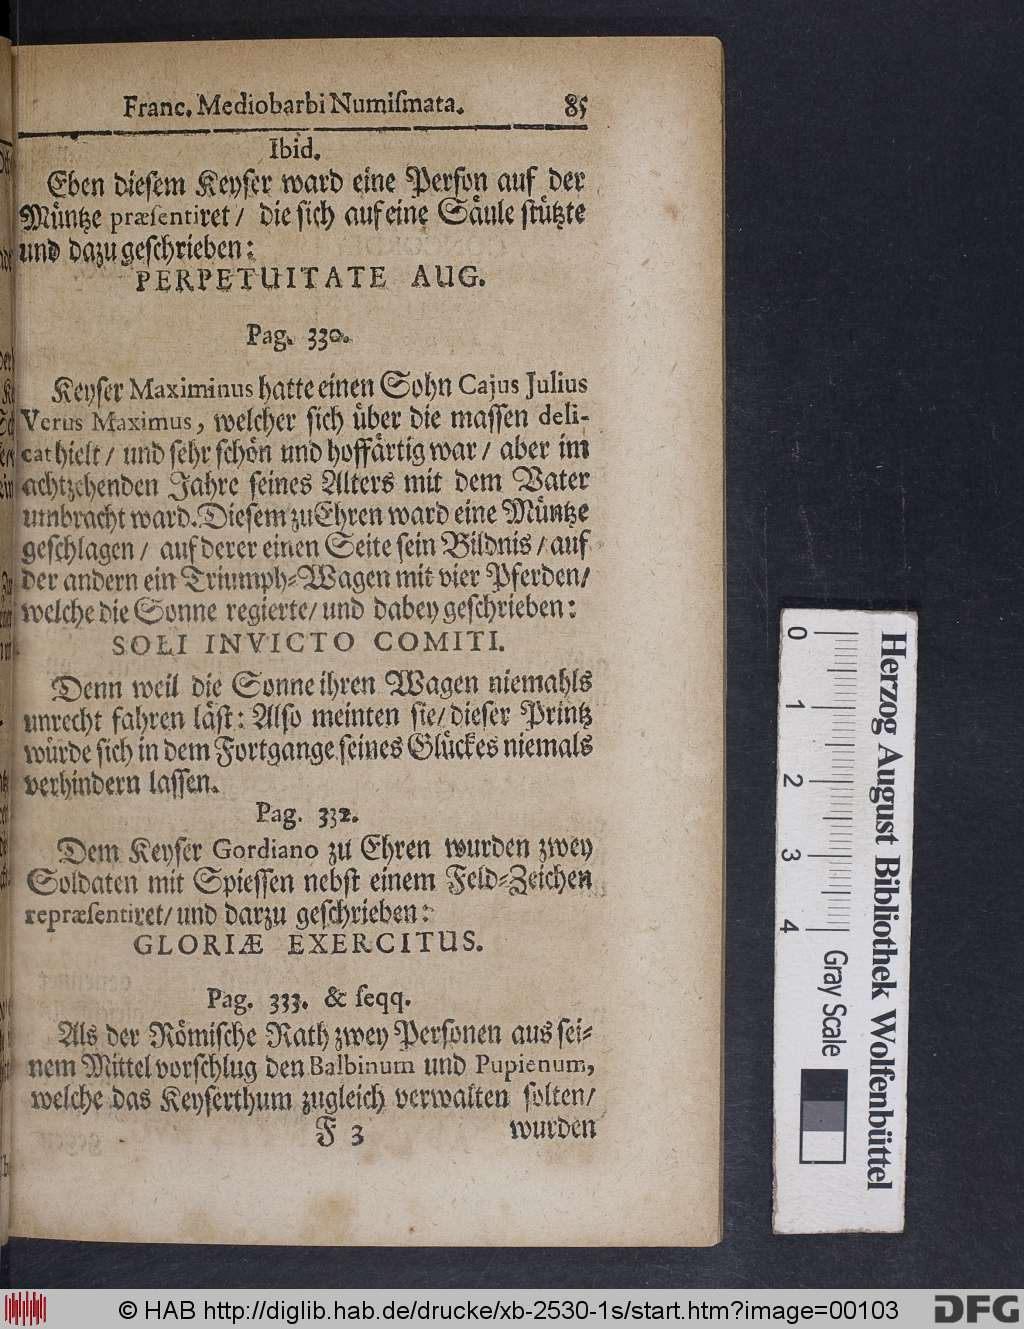 Franc. Mediobarbi Numiſmata. 85
Ibid.
Eben dieſem Keyſer ward eine Perſon auf der
Müntze præſentiret / die ſich auf eine Säule ſtützte
und dazu geſchrieben:
PERPETUITATE AUG.
Pag. 330.
Keyſer Maximinus hatte einen Sohn Cajus Julius
Verus Maximus, welcher ſich über die maſſen deli-
cat hielt / und ſehr ſchön und hoffärtig war / aber im
achtzehenden Jahre ſeines Alters mit dem Vater
umbracht ward. Dieſem zu Ehren ward eine Müntze
geſchlagen / auf derer einen Seite ſein Bildnis / auf
der andern ein Triumph-Wagen mit vier Pferden /
welche die Sonne regierte / und dabey geſchrieben:
SOLI INVICTO COMITI.
Denn weil die Sonne ihren Wagen niemahls
unrecht fahren läſt: Alſo meinten ſie / dieſer Printz
würde ſich in dem Fortgange ſeines Glückes niemals
verhindern laſſen.
Pag. 332.
Dem Keyſer Gordiano zu Ehren wurden zwey
Soldaten mit Spieſſen nebſt einem Feld-Zeichen
repræſentiret / und darzu geſchrieben:
GLORIÆ EXERCITUS.
Pag. 333. & ſeqq.
Als der Römiſche Rath zwey Perſonen aus ſei-
nem Mittel vorſchlug den Balbinum und Pupienum,
welche das Keyſerthum zugleich verwalten ſolten /
F 3 wurden
0 1 2 3 4 Gray Scale
Herzog August Bibliothek Wolfenbüttel
© HAB http://diglib.hab.de/drucke/xb-2530-1s/start.htm?image=00103 DFG